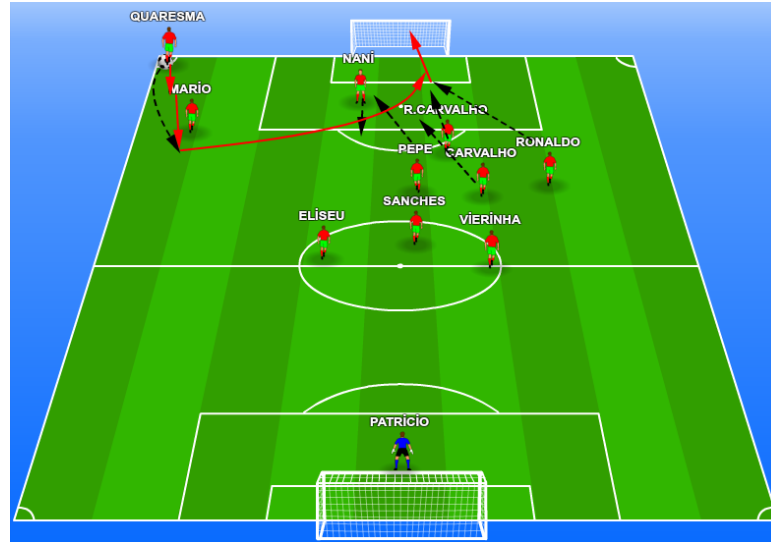 QUARESMA
NANİ
MARİO
R.CARVALHO
RONALDO
PEPE
CARVALHO
SANCHES
ELİSEU
VİERİNHA
PATRİCİO